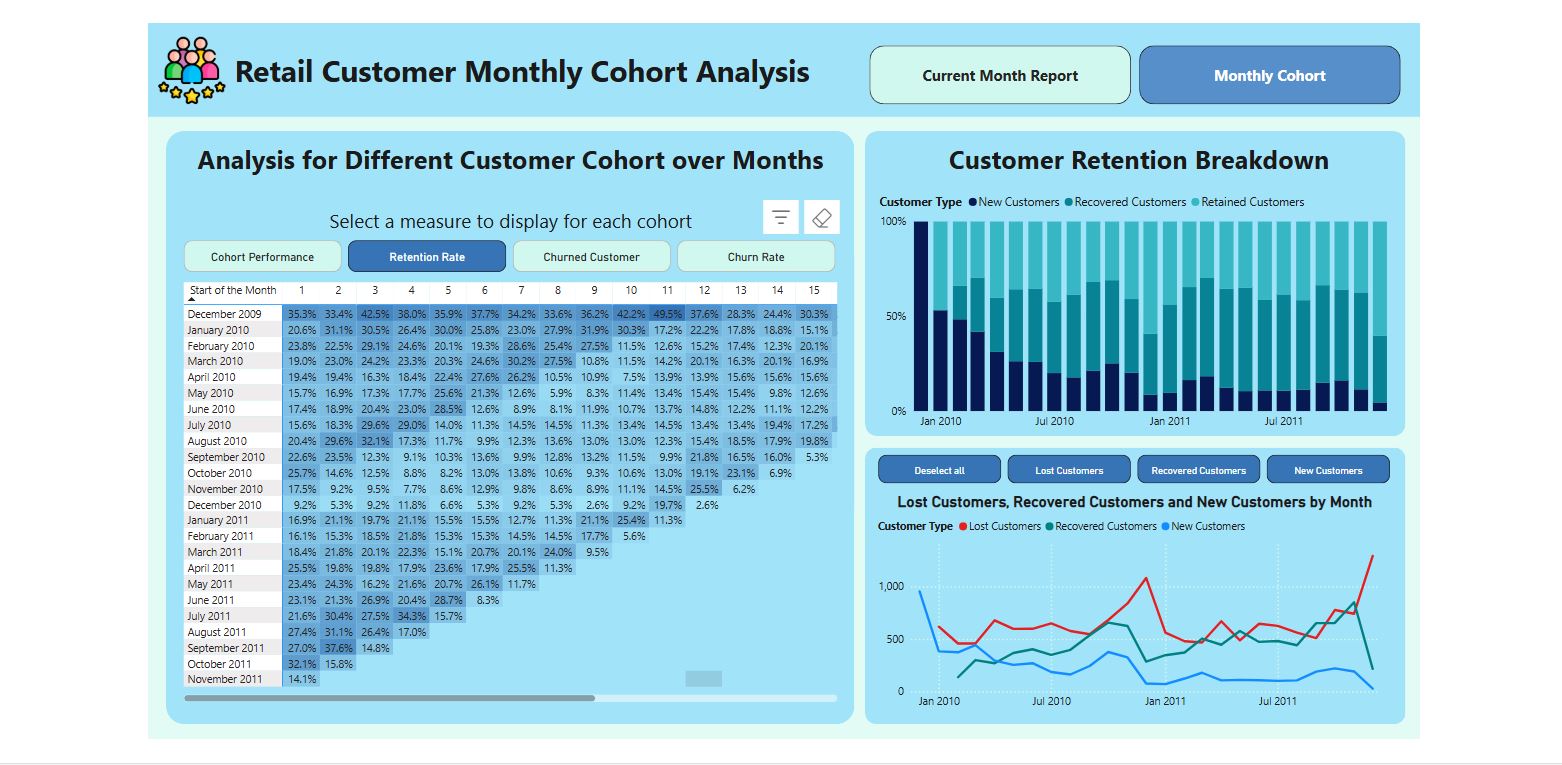 Retail Customer Monthly Cohort Analysis
Current Month Report
Monthly Cohort
Analysis for Different Customer Cohort over Months
Select a measure to display for each cohort
Cohort Performance
Retention Rate
Churned Customer
Churn Rate
Start of the Month 1 2 3 4 5 6 7 8 9 10 11 12 13 14 15
December 2009 35.3% 33.4% 42.5% 38.0% 35.9% 37.7% 34.2% 33.6% 36.2% 42.2% 49.5% 37.6% 28.3% 24.4% 30.3%
January 2010 20.6% 31.1% 30.5% 26.4% 30.0% 25.8% 23.0% 27.9% 31.9% 30.3% 17.2% 22.2% 17.8% 18.8% 15.1%
February 2010 23.8% 22.5% 29.1% 24.6% 20.1% 19.3% 28.6% 25.4% 27.5% 11.5% 12.6% 15.2% 17.4% 12.3% 20.1%
March 2010 19.0% 23.0% 24.2% 23.3% 20.3% 24.6% 30.2% 27.5% 10.8% 11.5% 14.2% 20.1% 16.3% 20.1% 16.9%
April 2010 19.4% 19.4% 16.3% 18.4% 22.4% 27.6% 26.2% 10.5% 10.9% 7.5% 13.9% 13.9% 15.6% 15.6% 15.6%
May 2010 15.7% 16.9% 17.3% 17.7% 25.6% 21.3% 12.6% 5.9% 8.3% 11.4% 13.4% 15.4% 15.4% 9.8% 12.6%
June 2010 17.4% 18.9% 20.4% 23.0% 28.5% 12.6% 8.9% 8.1% 11.9% 10.7% 13.7% 14.8% 12.2% 11.1% 12.2%
July 2010 15.6% 18.3% 29.6% 29.0% 14.0% 11.3% 14.5% 14.5% 11.3% 13.4% 14.5% 13.4% 13.4% 19.4% 17.2%
August 2010 20.4% 29.6% 32.1% 17.3% 11.7% 9.9% 12.3% 13.6% 13.0% 13.0% 12.3% 15.4% 18.5% 17.9% 19.8%
September 2010 22.6% 23.5% 12.3% 9.1% 10.3% 13.6% 9.9% 12.8% 13.2% 11.5% 9.9% 21.8% 16.5% 16.0% 5.3%
October 2010 25.7% 14.6% 12.5% 8.8% 8.2% 13.0% 13.8% 10.6% 9.3% 10.6% 13.0% 19.1% 23.1% 6.9%
November 2010 17.5% 9.2% 9.5% 7.7% 8.6% 12.9% 9.8% 8.6% 8.9% 11.1% 14.5% 25.5% 6.2%
December 2010 9.2% 5.3% 9.2% 11.8% 6.6% 5.3% 9.2% 5.3% 2.6% 9.2% 19.7% 2.6%
January 2011 16.9% 21.1% 19.7% 21.1% 15.5% 15.5% 12.7% 11.3% 21.1% 25.4% 11.3%
February 2011 16.1% 15.3% 18.5% 21.8% 15.3% 15.3% 14.5% 14.5% 17.7% 5.6%
March 2011 18.4% 21.8% 20.1% 22.3% 15.1% 20.7% 20.1% 24.0% 9.5%
April 2011 25.5% 19.8% 19.8% 17.9% 23.6% 17.9% 25.5% 11.3%
May 2011 23.4% 24.3% 16.2% 21.6% 20.7% 26.1% 11.7%
June 2011 23.1% 21.3% 26.9% 20.4% 28.7% 8.3%
July 2011 21.6% 30.4% 27.5% 34.3% 15.7%
August 2011 27.4% 31.1% 26.4% 17.0%
September 2011 27.0% 37.6% 14.8%
October 2011 32.1% 15.8%
November 2011 14.1%
Customer Retention Breakdown
Customer Type New Customers Recovered Customers Retained Customers
100%
50%
0%
Jan 2010 Jul 2010 Jan 2011 Jul 2011
Deselect all
Lost Customers
Recovered Customers
New Customers
Lost Customers, Recovered Customers and New Customers by Month
Customer Type Lost Customers Recovered Customers New Customers
1,000
500
0
Jan 2010 Jul 2010 Jan 2011 Jul 2011